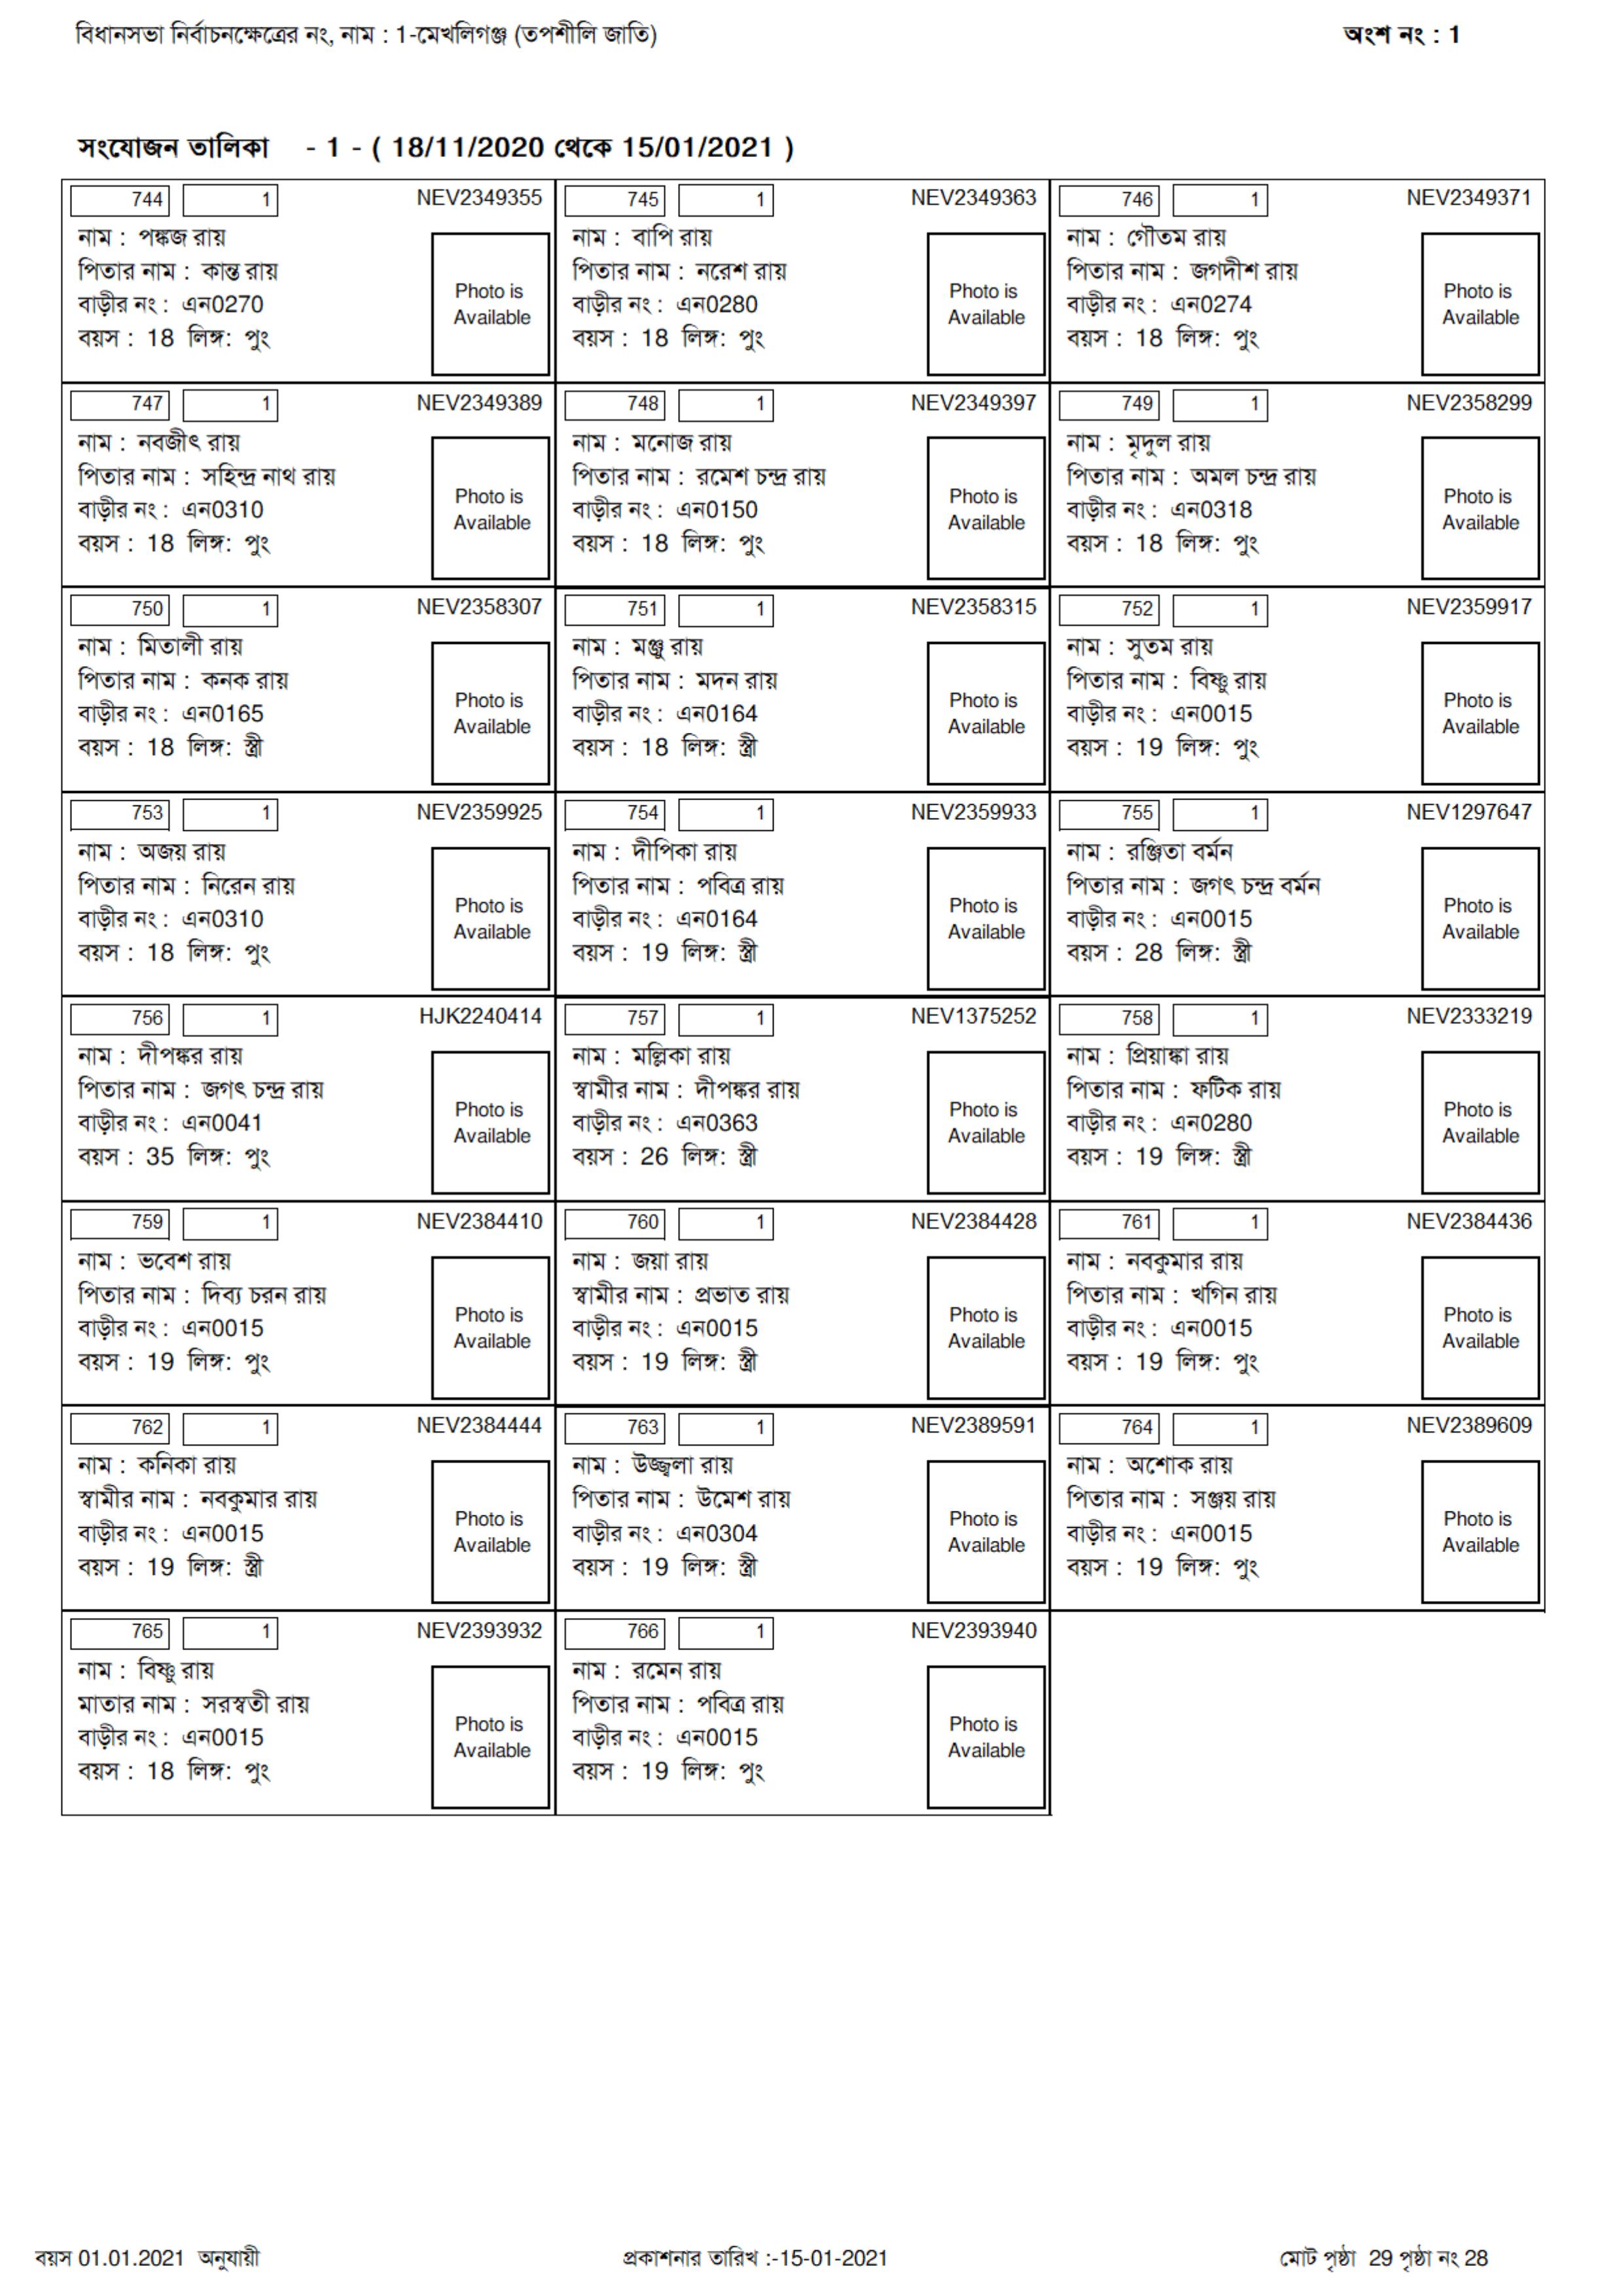 বিধানসভা নির্বাচনক্ষেত্রের নং, নাম : 1-মেখলিগঞ্জ (তপশীলি জাতি)
অংশ নং : 1
সংযোজন তালিকা - 1 - ( 18/11/2020 থেকে 15/01/2021 )
744 1 NEV2349355
নাম : পঙ্কজ রায়
পিতার নাম : কান্ত রায়
বাড়ীর নং : এন0270
বয়স : 18 লিঙ্গ: পুং
Photo is
Available
745 1 NEV2349363
নাম : বাপি রায়
পিতার নাম : নরেশ রায়
বাড়ীর নং : এন0280
বয়স : 18 লিঙ্গ: পুং
Photo is
Available
746 1 NEV2349371
নাম : গৌতম রায়
পিতার নাম : জগদীশ রায়
বাড়ীর নং : এন0274
বয়স : 18 লিঙ্গ: পুং
Photo is
Available
747 1 NEV2349389
নাম : নবজীৎ রায়
পিতার নাম : সহিন্দ্র নাথ রায়
বাড়ীর নং : এন0310
বয়স : 18 লিঙ্গ: পুং
Photo is
Available
748 1 NEV2349397
নাম : মনোজ রায়
পিতার নাম : রমেশ চন্দ্র রায়
বাড়ীর নং : এন0150
বয়স : 18 লিঙ্গ: পুং
Photo is
Available
749 1 NEV2358299
নাম : মৃদুল রায়
পিতার নাম : অমল চন্দ্র রায়
বাড়ীর নং : এন0318
বয়স : 18 লিঙ্গ: পুং
Photo is
Available
750 1 NEV2358307
নাম : মিতালী রায়
পিতার নাম : কনক রায়
বাড়ীর নং : এন0165
বয়স : 18 লিঙ্গ: স্ত্রী
Photo is
Available
751 1 NEV2358315
নাম : মঞ্জু রায়
পিতার নাম : মদন রায়
বাড়ীর নং : এন0164
বয়স : 18 লিঙ্গ: স্ত্রী
Photo is
Available
752 1 NEV2359917
নাম : সুতম রায়
পিতার নাম : বিষ্ণু রায়
বাড়ীর নং : এন0015
বয়স : 19 লিঙ্গ: পুং
Photo is
Available
753 1 NEV2359925
নাম : অজয় রায়
পিতার নাম : নিরেন রায়
বাড়ীর নং : এন0310
বয়স : 18 লিঙ্গ: পুং
Photo is
Available
754 1 NEV2359933
নাম : দীপিকা রায়
পিতার নাম : পবিত্র রায়
বাড়ীর নং : এন0164
বয়স : 19 লিঙ্গ: স্ত্রী
Photo is
Available
755 1 NEV1297647
নাম : রঞ্জিতা বর্মন
পিতার নাম : জগৎ চন্দ্র বর্মন
বাড়ীর নং : এন0015
বয়স : 28 লিঙ্গ: স্ত্রী
Photo is
Available
756 1 HJK2240414
নাম : দীপঙ্কর রায়
পিতার নাম : জগৎ চন্দ্র রায়
বাড়ীর নং : এন0041
বয়স : 35 লিঙ্গ: পুং
Photo is
Available
757 1 NEV1375252
নাম : মল্লিকা রায়
স্বামীর নাম : দীপঙ্কর রায়
বাড়ীর নং : এন0363
বয়স : 26 লিঙ্গ: স্ত্রী
Photo is
Available
758 1 NEV2333219
নাম : প্রিয়াঙ্কা রায়
পিতার নাম : ফটিক রায়
বাড়ীর নং : এন0280
বয়স : 19 লিঙ্গ: স্ত্রী
Photo is
Available
759 1 NEV2384410
নাম : ভবেশ রায়
পিতার নাম : দিব্য চরন রায়
বাড়ীর নং : এন0015
বয়স : 19 লিঙ্গ: পুং
Photo is
Available
760 1 NEV2384428
নাম : জয়া রায়
স্বামীর নাম : প্রভাত রায়
বাড়ীর নং : এন0015
বয়স : 19 লিঙ্গ: স্ত্রী
Photo is
Available
761 1 NEV2384436
নাম : নবকুমার রায়
পিতার নাম : খগিন রায়
বাড়ীর নং : এন0015
বয়স : 19 লিঙ্গ: পুং
Photo is
Available
762 1 NEV2384444
নাম : কনিকা রায়
স্বামীর নাম : নবকুমার রায়
বাড়ীর নং : এন0015
বয়স : 19 লিঙ্গ: স্ত্রী
Photo is
Available
763 1 NEV2389591
নাম : উজ্জ্বলা রায়
পিতার নাম : উমেশ রায়
বাড়ীর নং : এন0304
বয়স : 19 লিঙ্গ: স্ত্রী
Photo is
Available
764 1 NEV2389609
নাম : অশোক রায়
পিতার নাম : সঞ্জয় রায়
বাড়ীর নং : এন0015
বয়স : 19 লিঙ্গ: পুং
Photo is
Available
765 1 NEV2393932
নাম : বিষ্ণু রায়
মাতার নাম : সরস্বতী রায়
বাড়ীর নং : এন0015
বয়স : 18 লিঙ্গ: পুং
Photo is
Available
766 1 NEV2393940
নাম : রমেন রায়
পিতার নাম : পবিত্র রায়
বাড়ীর নং : এন0015
বয়স : 19 লিঙ্গ: পুং
Photo is
Available
বয়স 01.01.2021 অনুযায়ী
প্রকাশনার তারিখ :-15-01-2021
মোট পৃষ্ঠা 29 পৃষ্ঠা নং 28